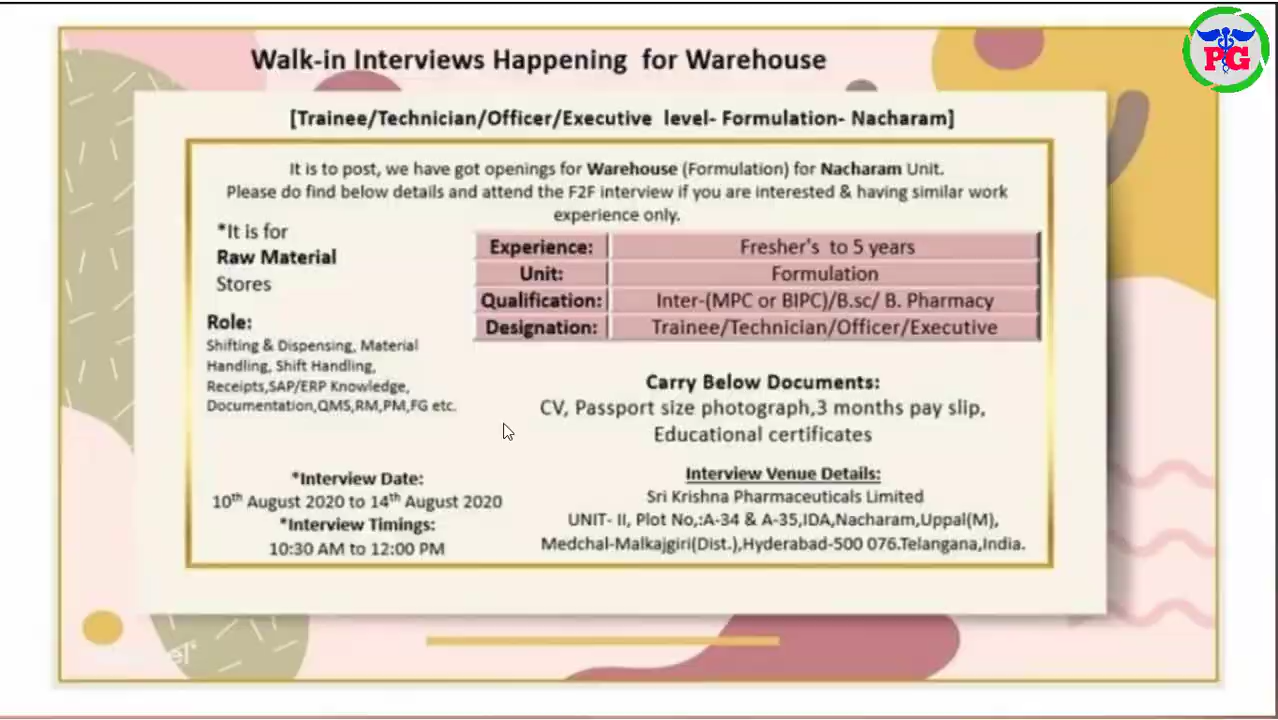 Walk-in Interviews Happening for Warehouse
PG
[Trainee/Technician/Officer/Executive level- Formulation- Nacharam]
It is to post, we have got openings for Warehouse (Formulation) for Nacharam Unit.
Please do find below details and attend the F2F interview if you are interested & having similar work
experience only.
*It is for
Raw Material
Stores
Experience: Fresher's to 5 years
Unit: Formulation
Qualification: Inter-(MPC or BIPC)/B.sc/ B. Pharmacy
Designation: Trainee/Technician/Officer/Executive
Role:
Shifting & Dispensing, Material
Handling, Shift Handling,
Receipts,SAP/ERP Knowledge,
Documentation,QMS,RM,PM,FG etc.
Carry Below Documents:
CV, Passport size photograph,3 months pay slip,
Educational certificates
*Interview Date:
10th August 2020 to 14th August 2020
*Interview Timings:
10:30 AM to 12:00 PM
Interview Venue Details:
Sri Krishna Pharmaceuticals Limited
UNIT- II, Plot No,:A-34 & A-35,IDA,Nacharam,Uppal(M),
Medchal-Malkajgiri(Dist.),Hyderabad-500 076.Telangana,India.